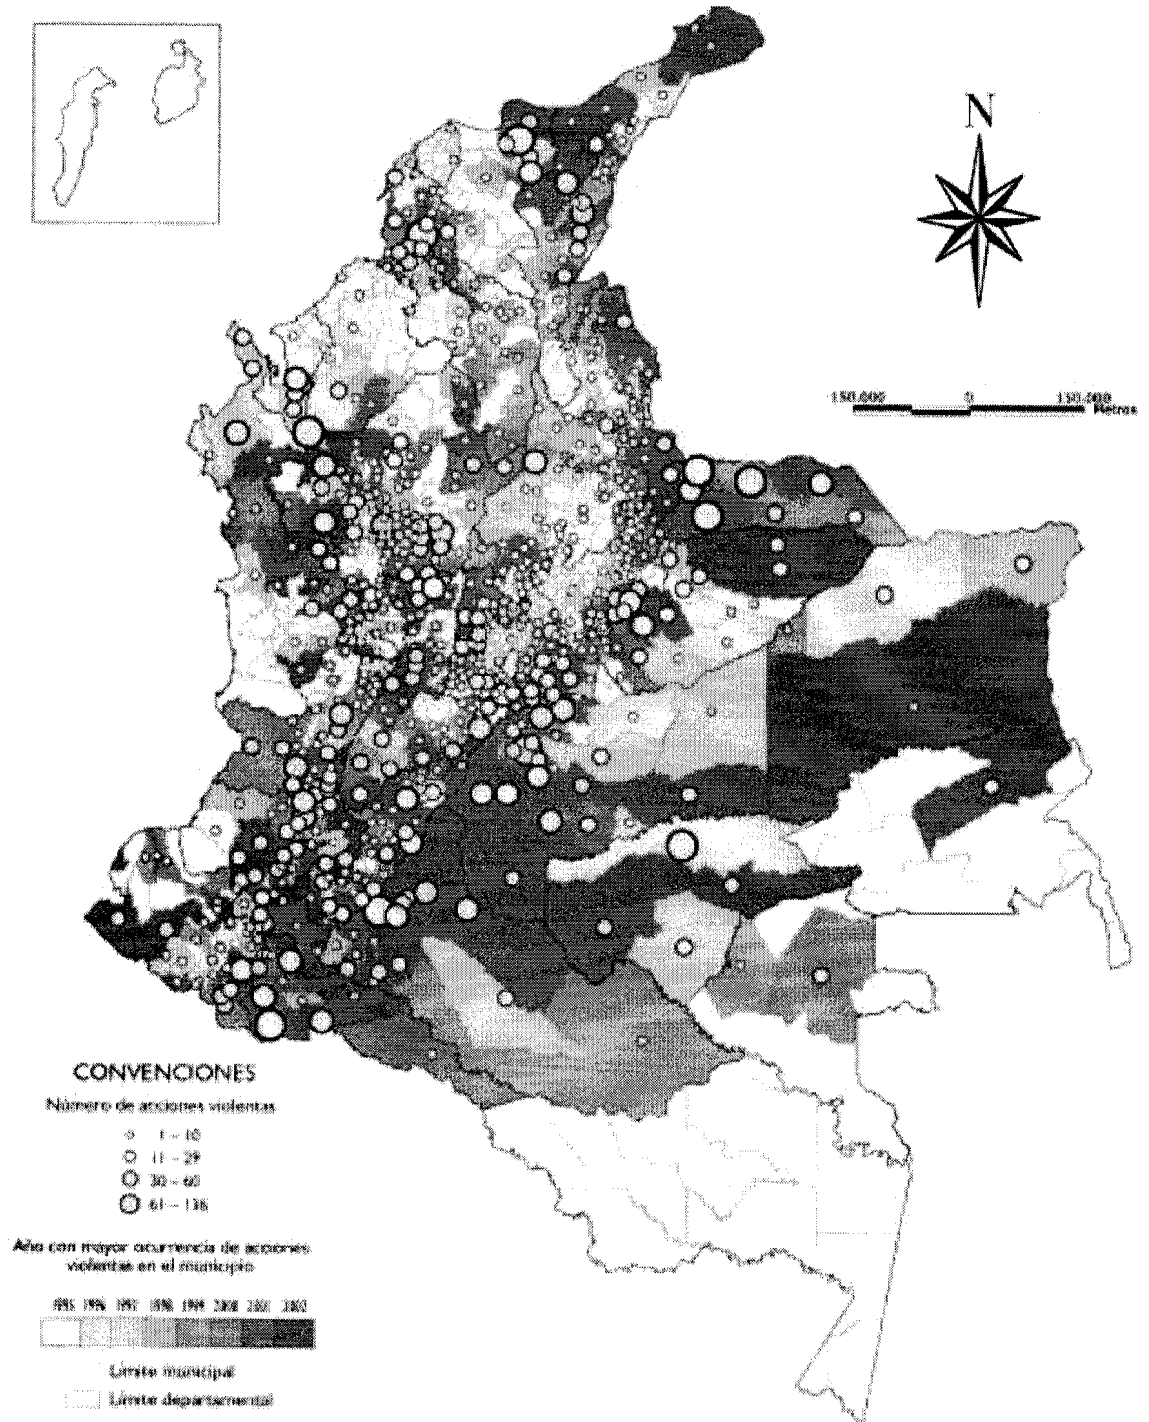 N
150.000 0 150.000
Metros
CONVENCIONES
Número de acciones violentas
1 – 10
11 – 29
30 – 60
61 – 136
Año con mayor ocurrencia de acciones
violentas en el municipio
1995 1996 1997 1998 1999 2000 2001 2002
Límite municipal
Límite departamental